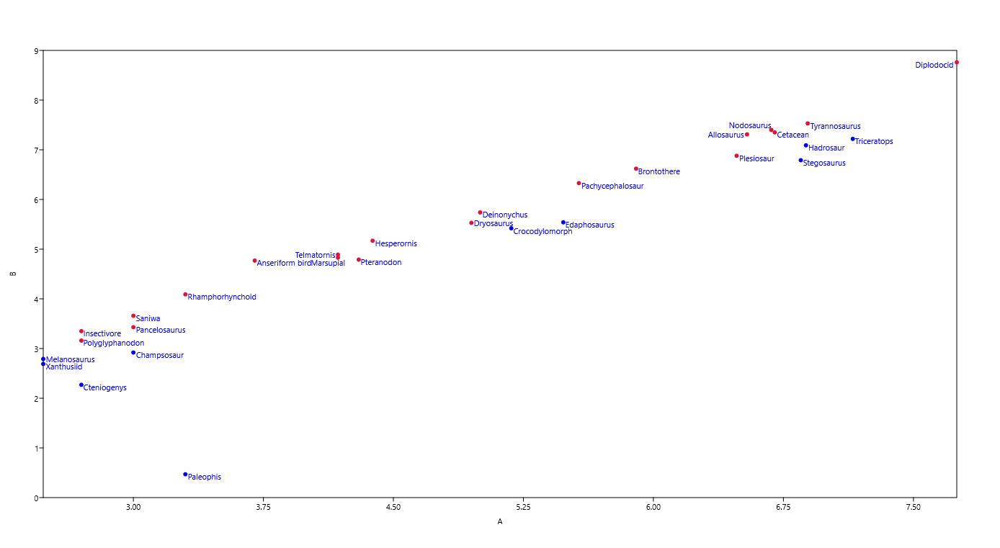 9
Diplodocid
8
Nodosaurus
Tyrannosaurus
Allosaurus
Cetacean
Triceratops
7
Hadrosaur
Plesiosaur
Stegosaurus
Brontothere
6
Pachycephalosaur
Deinonychus
Dryosaurus
Edaphosaurus
Crocodylomorph
5
Hesperornis
Telmatornis
Anseriform bird
Marsupial
Pteranodon
B
4
Rhamphorhynchoid
Saniwa
Pancelosaurus
Insectivore
Polyglyphanodon
3
Champsosaur
Melanosaurus
Xanthusiid
Cteniogenys
2
1
Paleophis
0
3.00 3.75 4.50 5.25 6.00 6.75 7.50
A